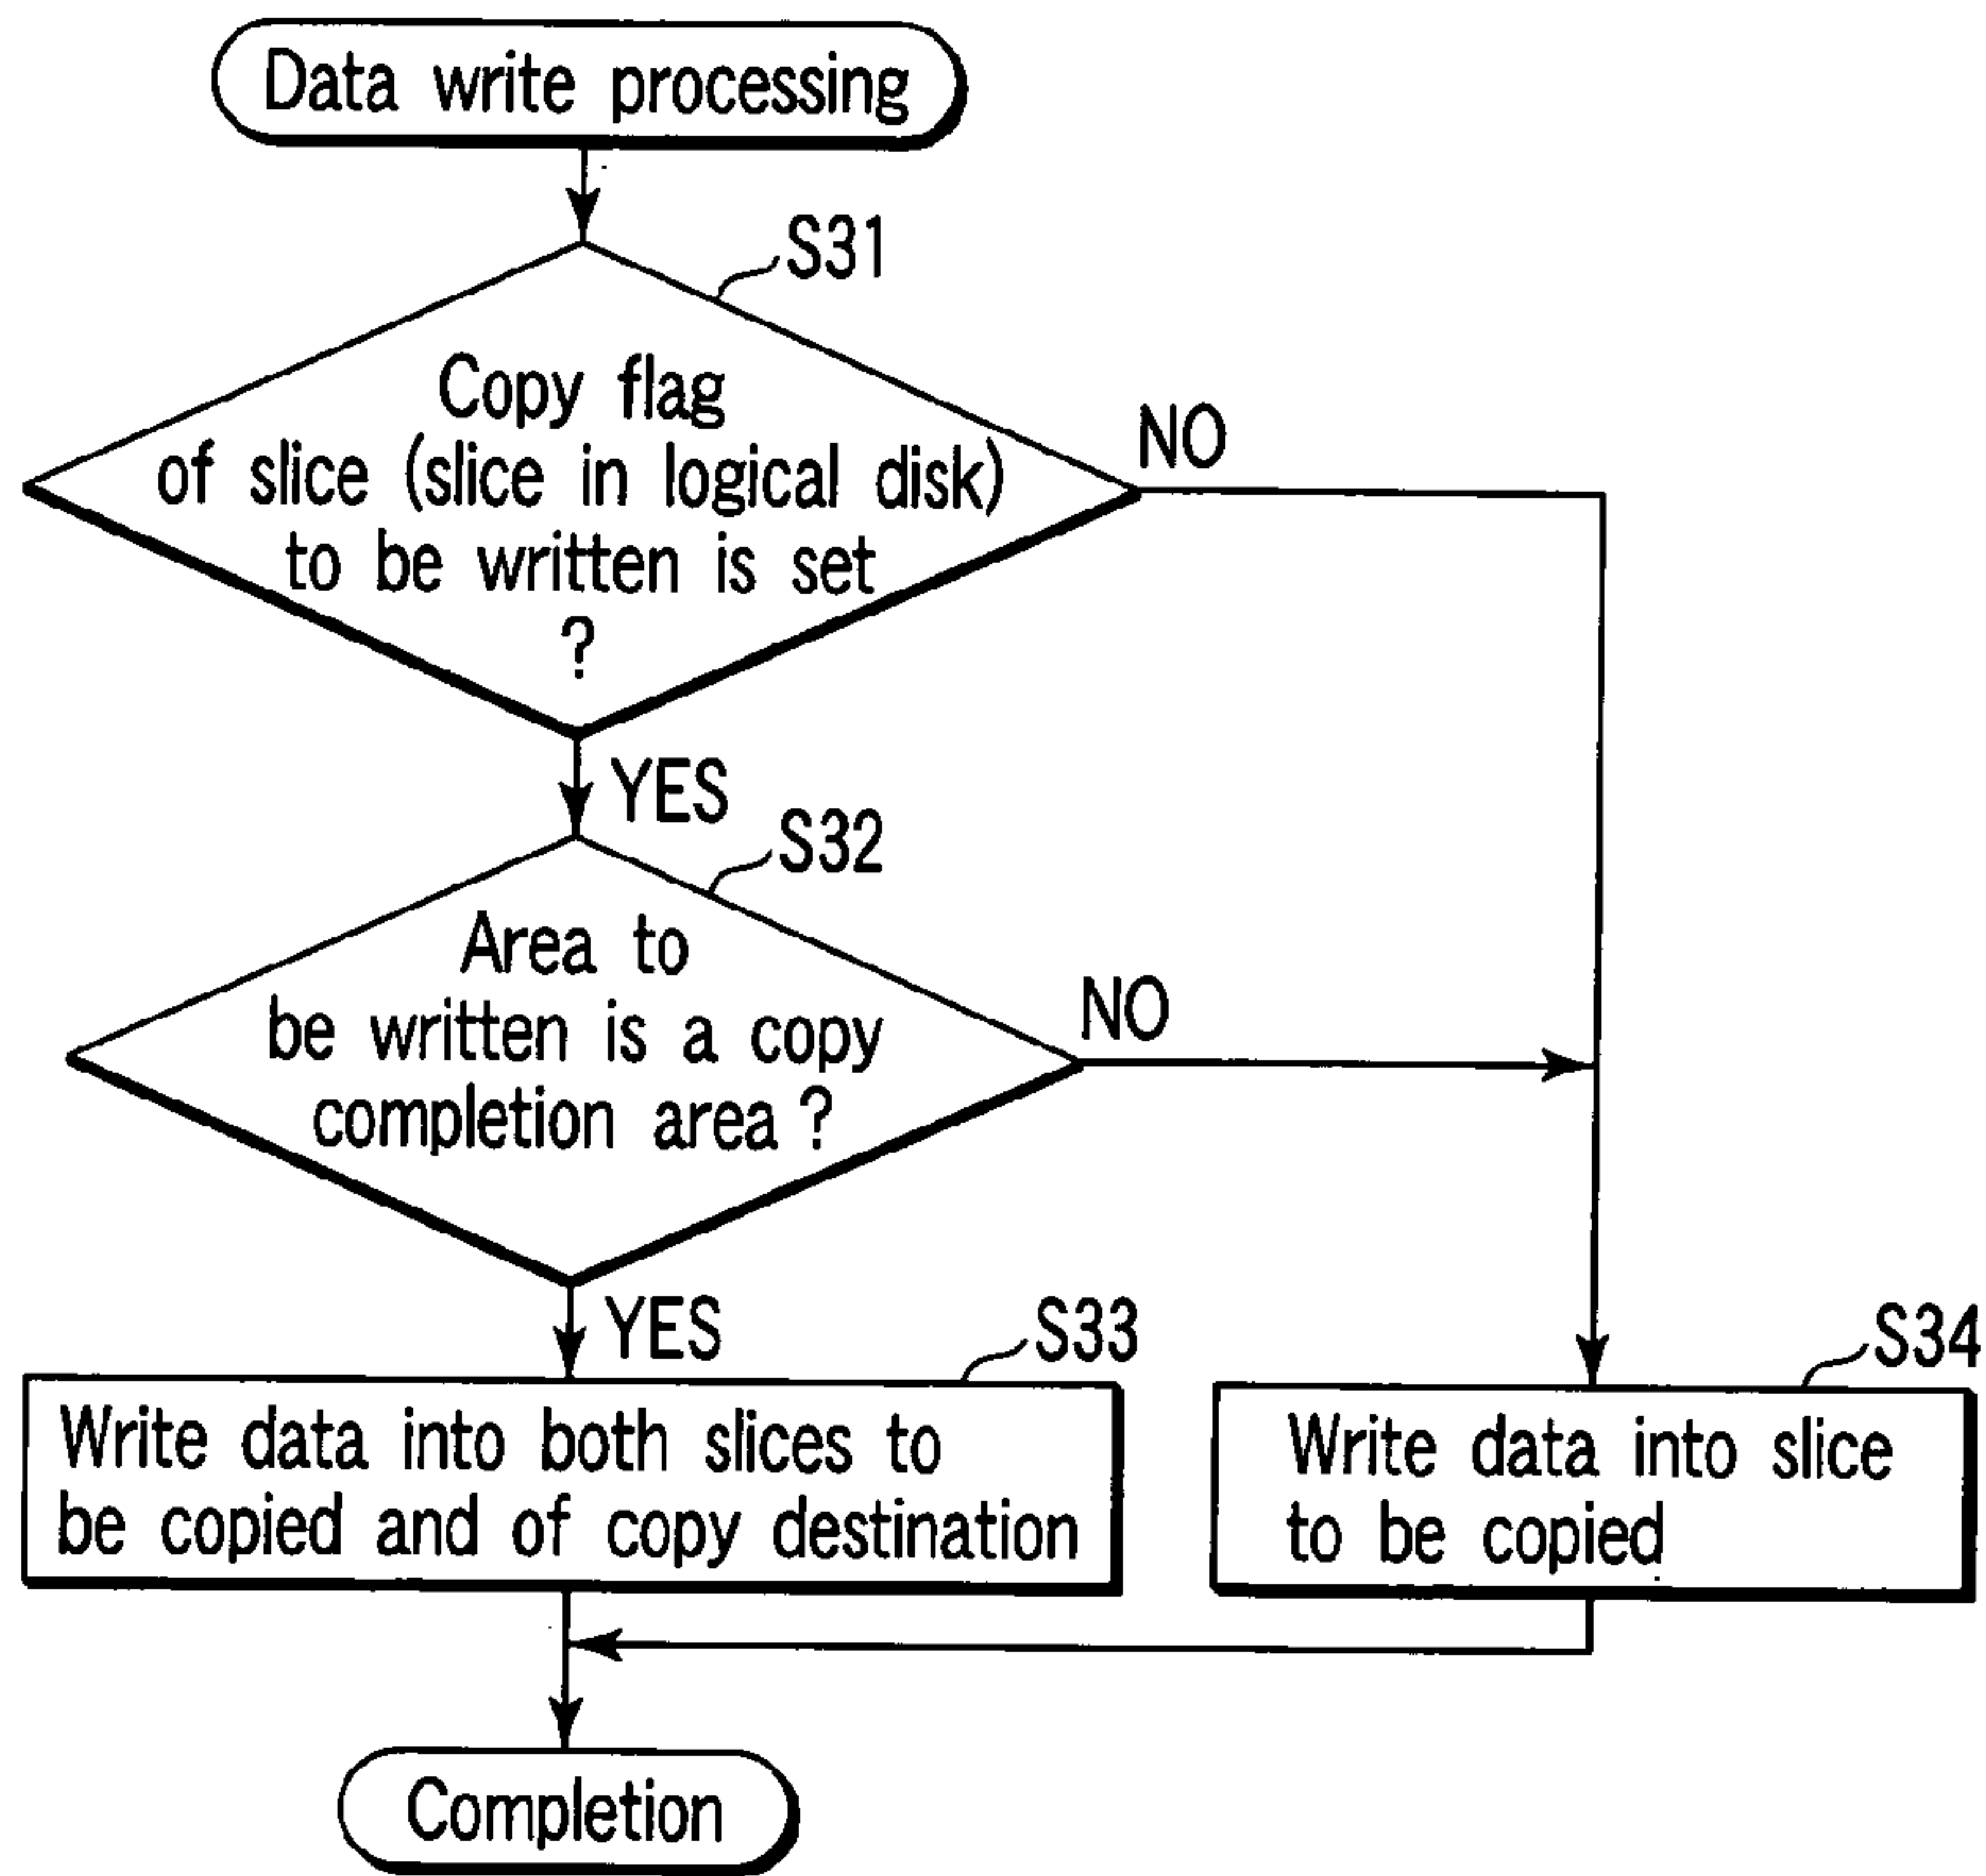 Data write processing
S31
Copy flag
of slice (slice in logical disk)
to be written is set
?
NO
YES
S32
Area to
be written is a copy
completion area ?
NO
YES
S33
Write data into both slices to
be copied and of copy destination
S34
Write data into slice
to be copied
Completion